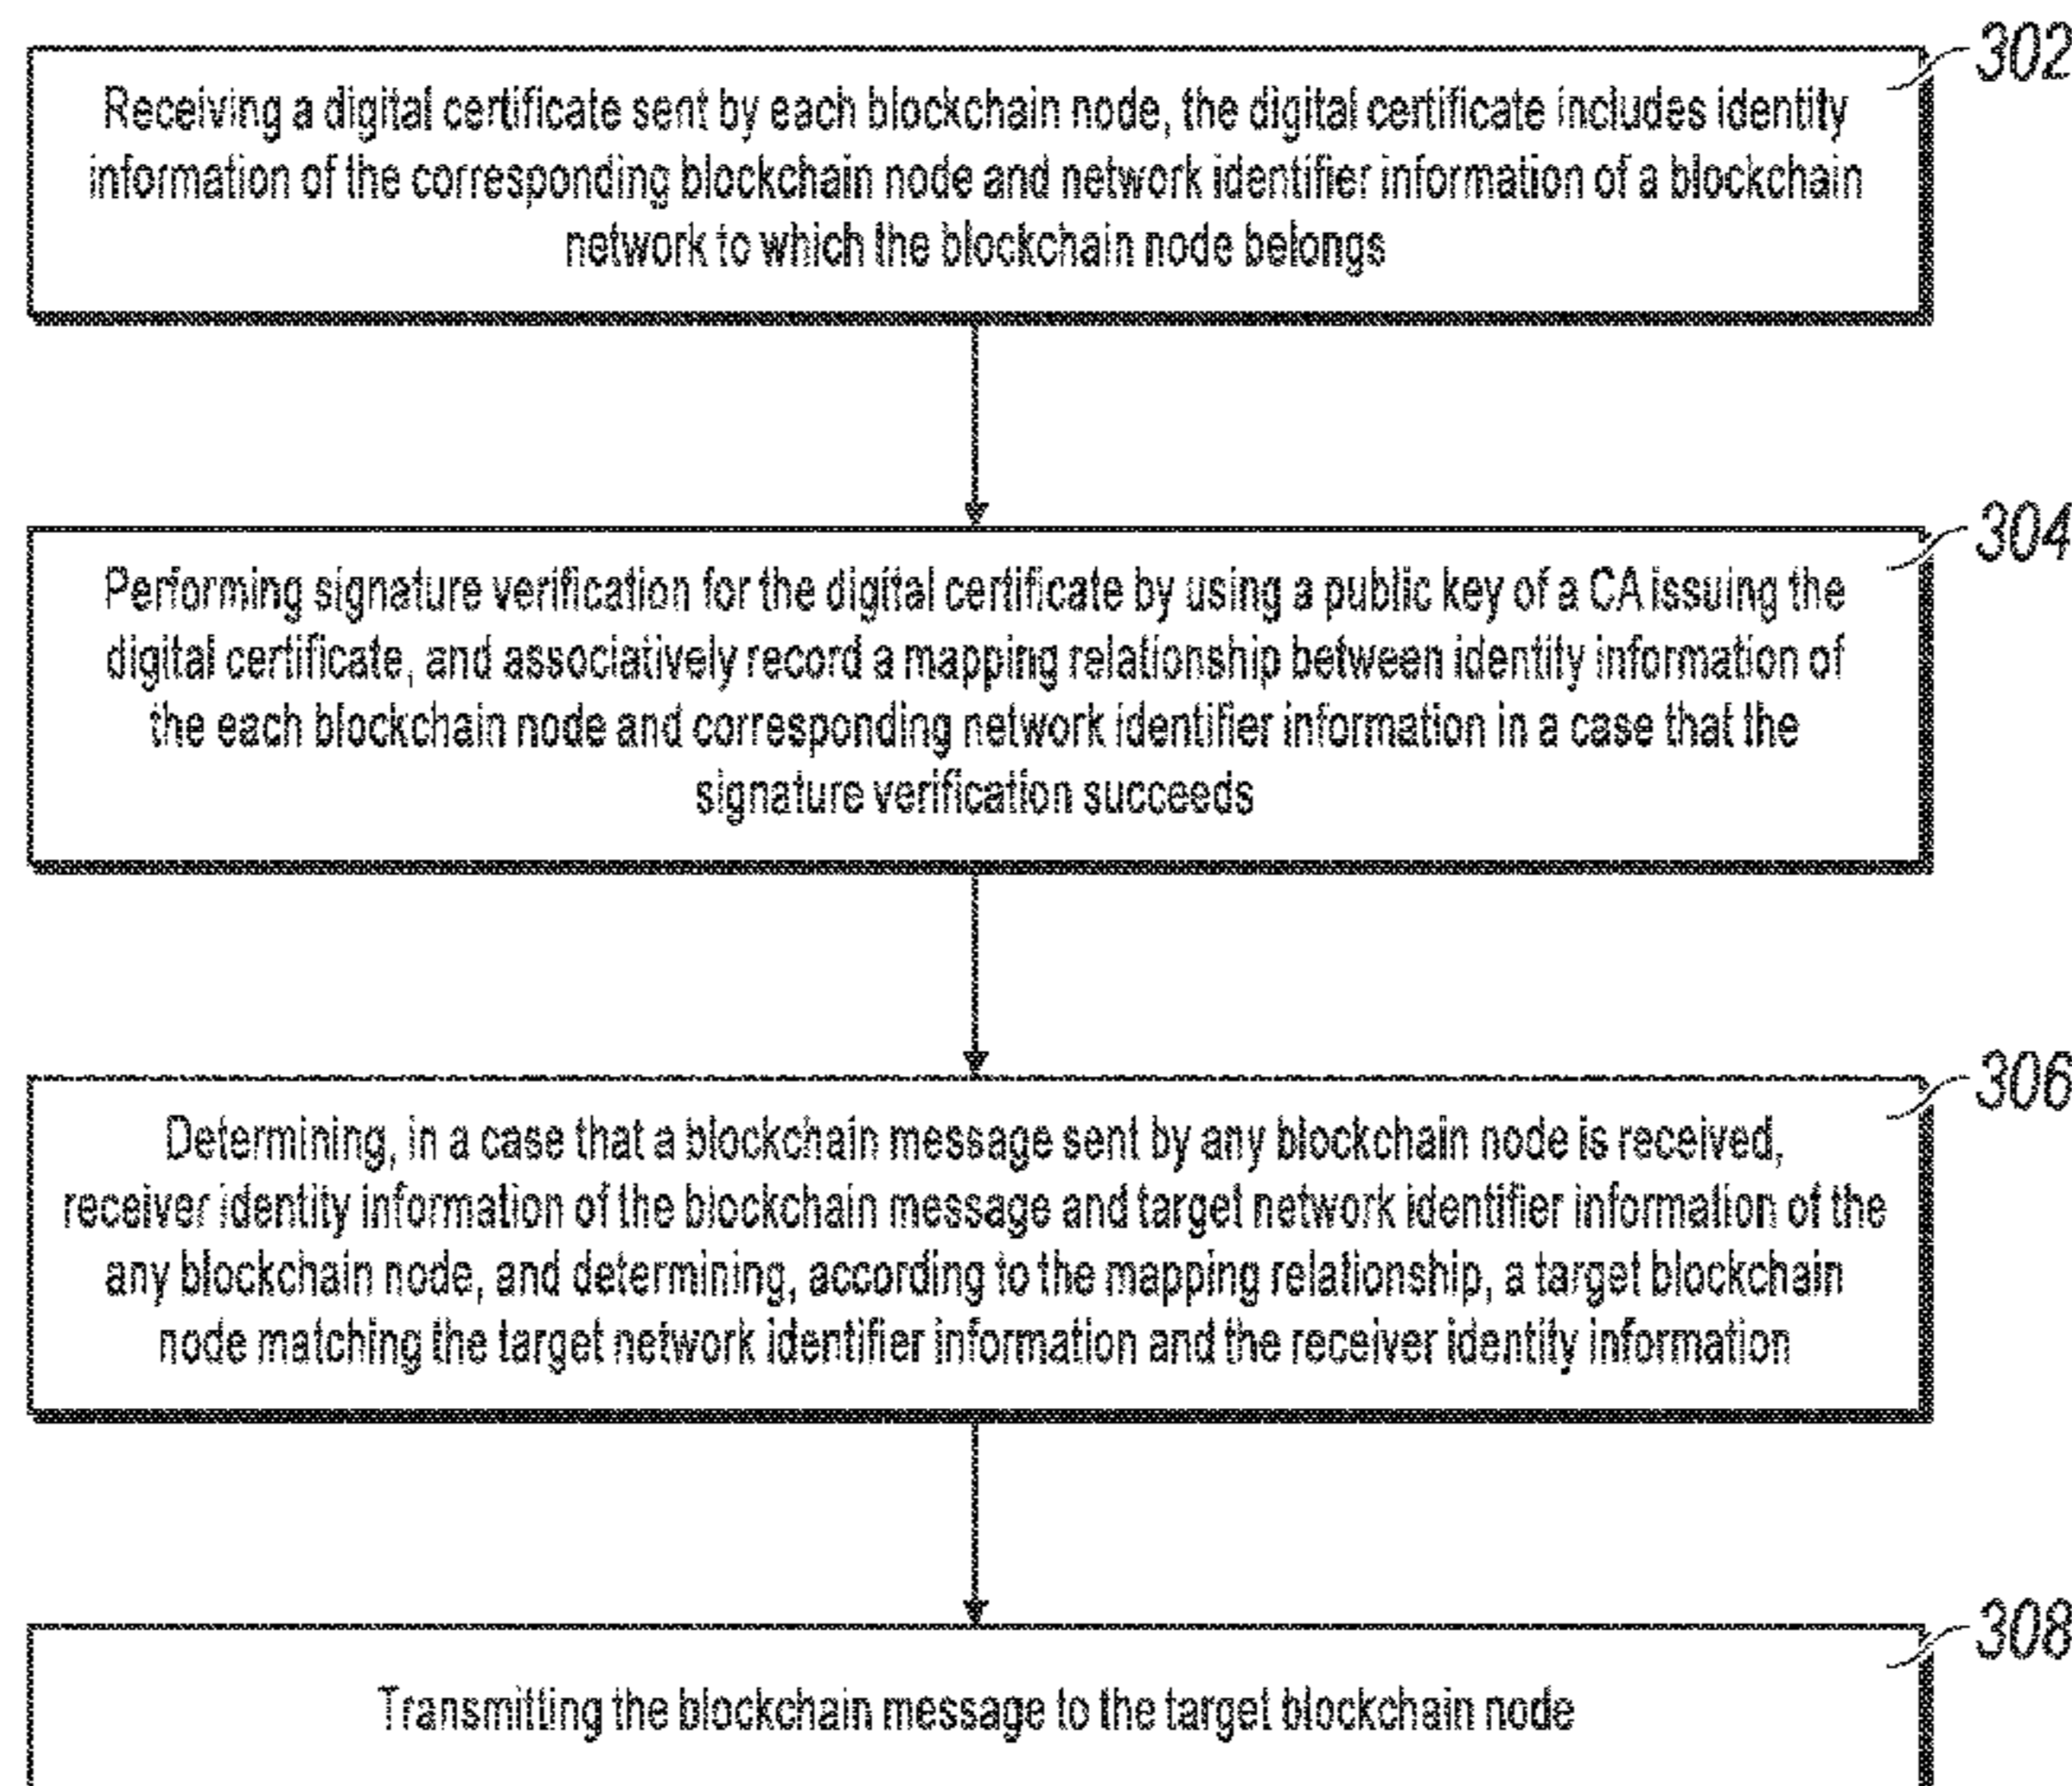 302
Receiving a digital certificate sent by each blockchain node, the digital certificate includes identity
information of the corresponding blockchain node and network identifier information of a blockchain
network to which the blockchain node belongs
304
Performing signature verification for the digital certificate by using a public key of a CA issuing the
digital certificate, and associatively record a mapping relationship between identity information of
the each blockchain node and corresponding network identifier information in a case that the
signature verification succeeds
306
Determining, in a case that a blockchain message sent by any blockchain node is received,
receiver identity information of the blockchain message and target network identifier information of the
any blockchain node, and determining, according to the mapping relationship, a target blockchain
node matching the target network identifier information and the receiver identity information
308
Transmitting the blockchain message to the target blockchain node